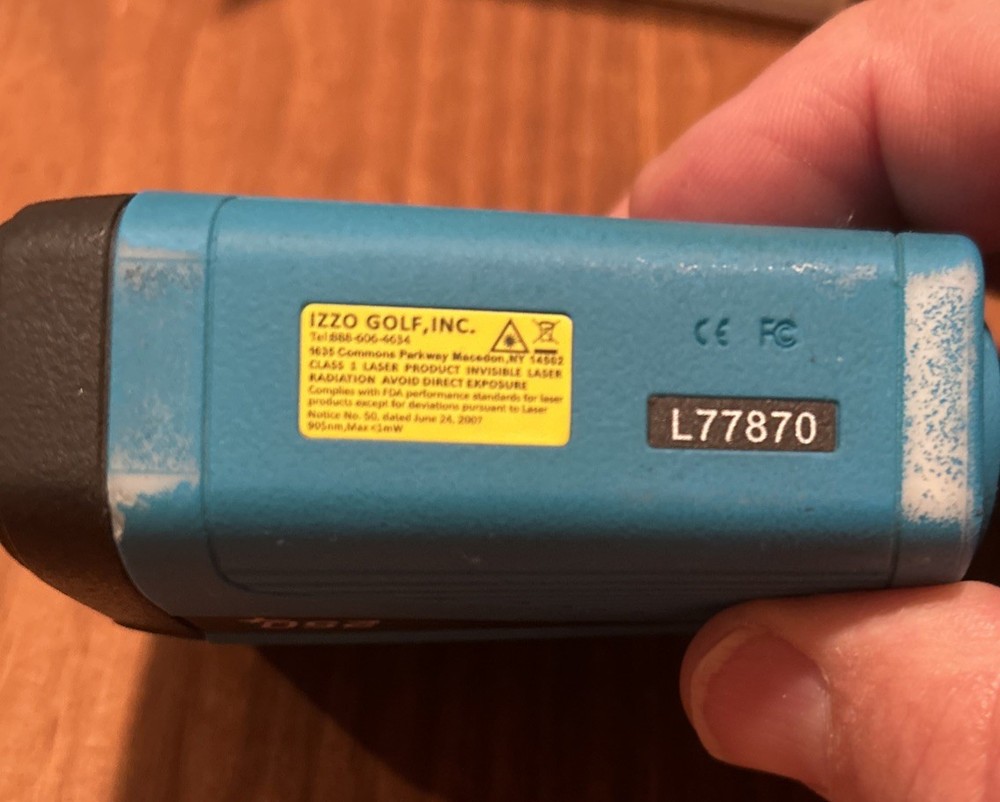 IZZO GOLF,INC.
Tel:888-606-4634
1635 Commons Parkway Macedon,NY 14502
CLASS 1 LASER PRODUCT INVISIBLE LASER
RADIATION AVOID DIRECT EXPOSURE
Complies with FDA performance standards for laser
products except for deviations pursuant to Laser
Notice No. 50, dated June 24, 2007
905nm,Max<1mW
CE FC
L77870